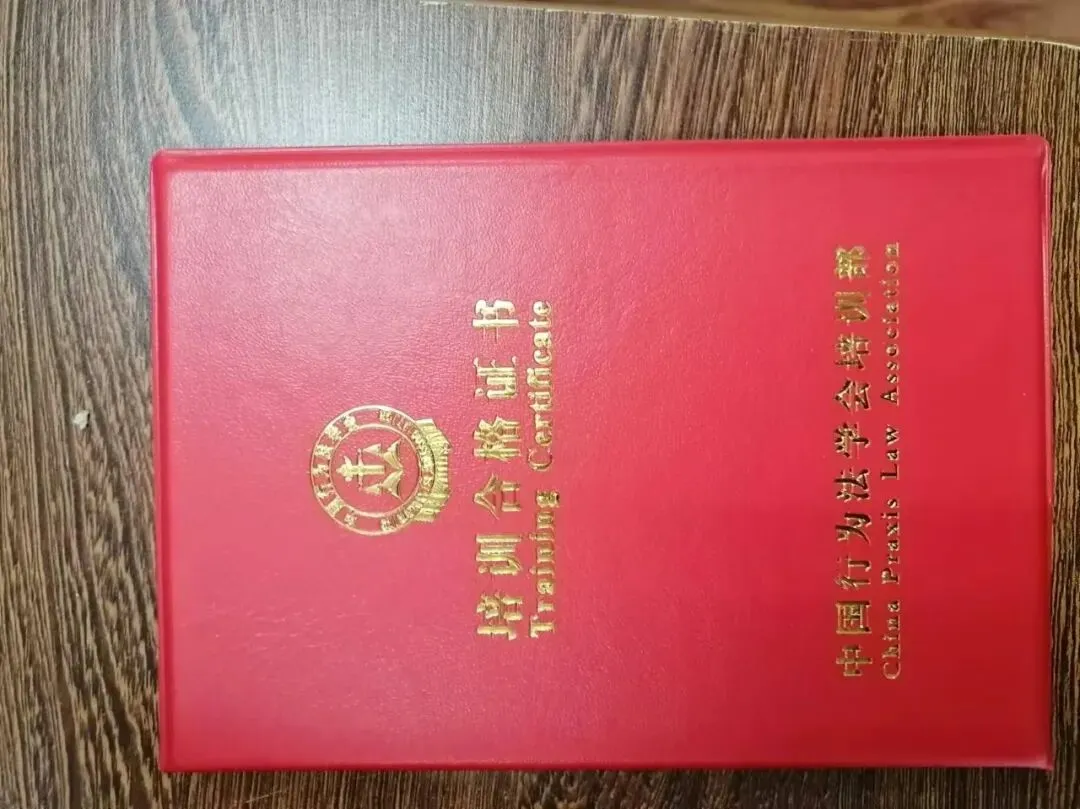 培训合格证书
Training Certificate
中国行为法学会培训部
China Praxis Law Association